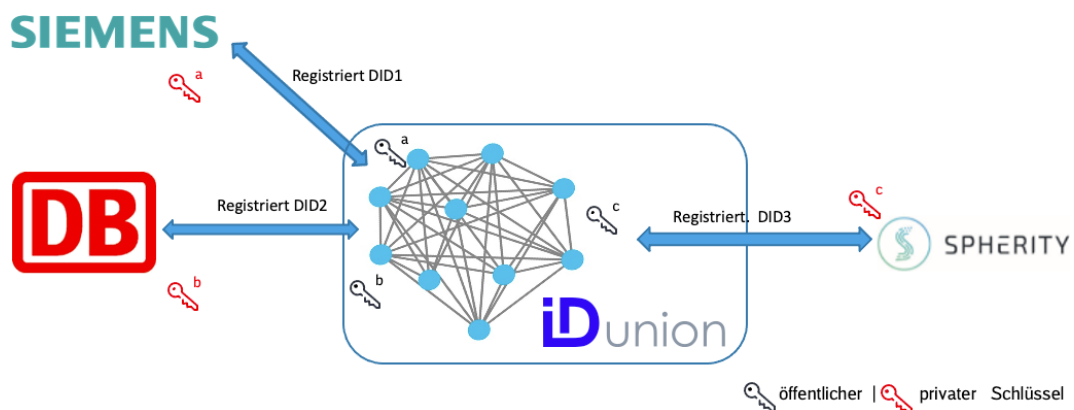 SIEMENS
a
Registriert DID1
a
DB
Registriert DID2
c
Registriert. DID3
c
SPHERITY
b
b
iDunion
öffentlicher | privater Schlüssel